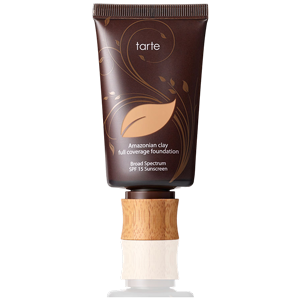 tarte
Amazonian clay
full coverage foundation
Broad Spectrum
SPF 15 Sunscreen